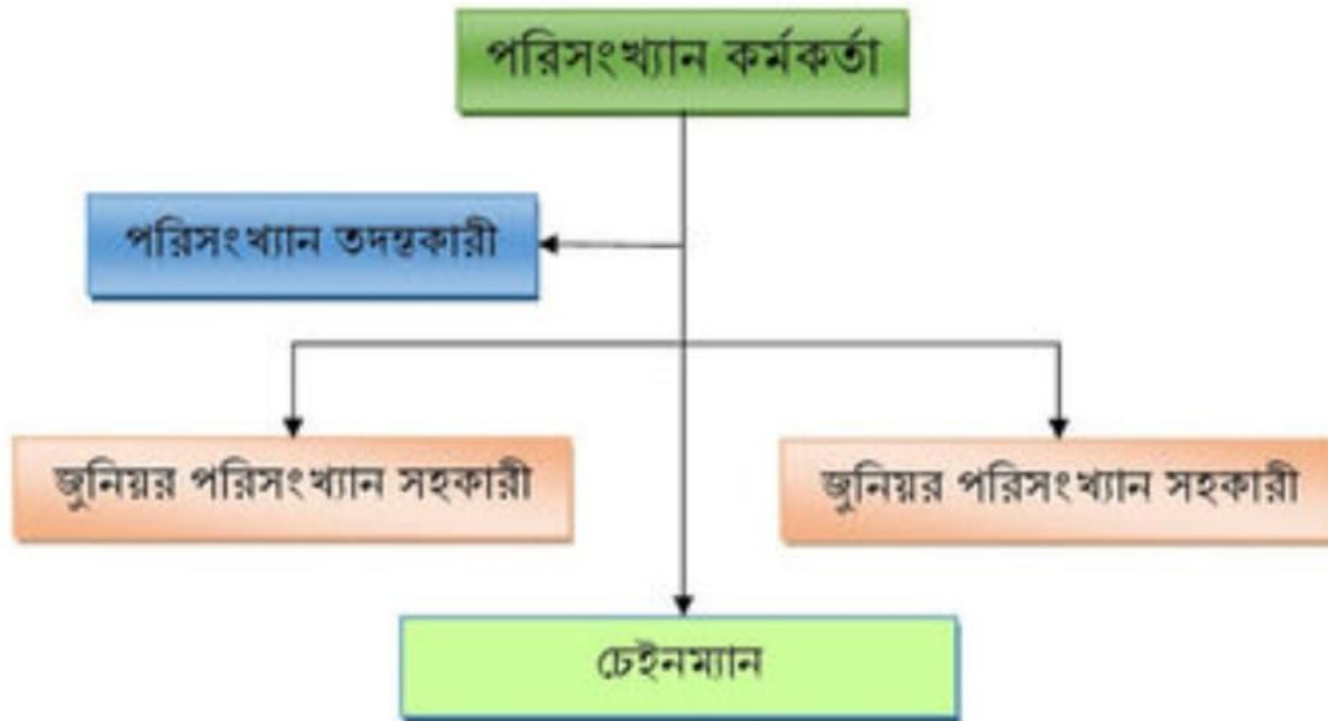 পরিসংখ্যান কর্মকর্তা
পরিসংখ্যান তদন্তকারী
জুনিয়র পরিসংখ্যান সহকারী
জুনিয়র পরিসংখ্যান সহকারী
চেইনম্যান